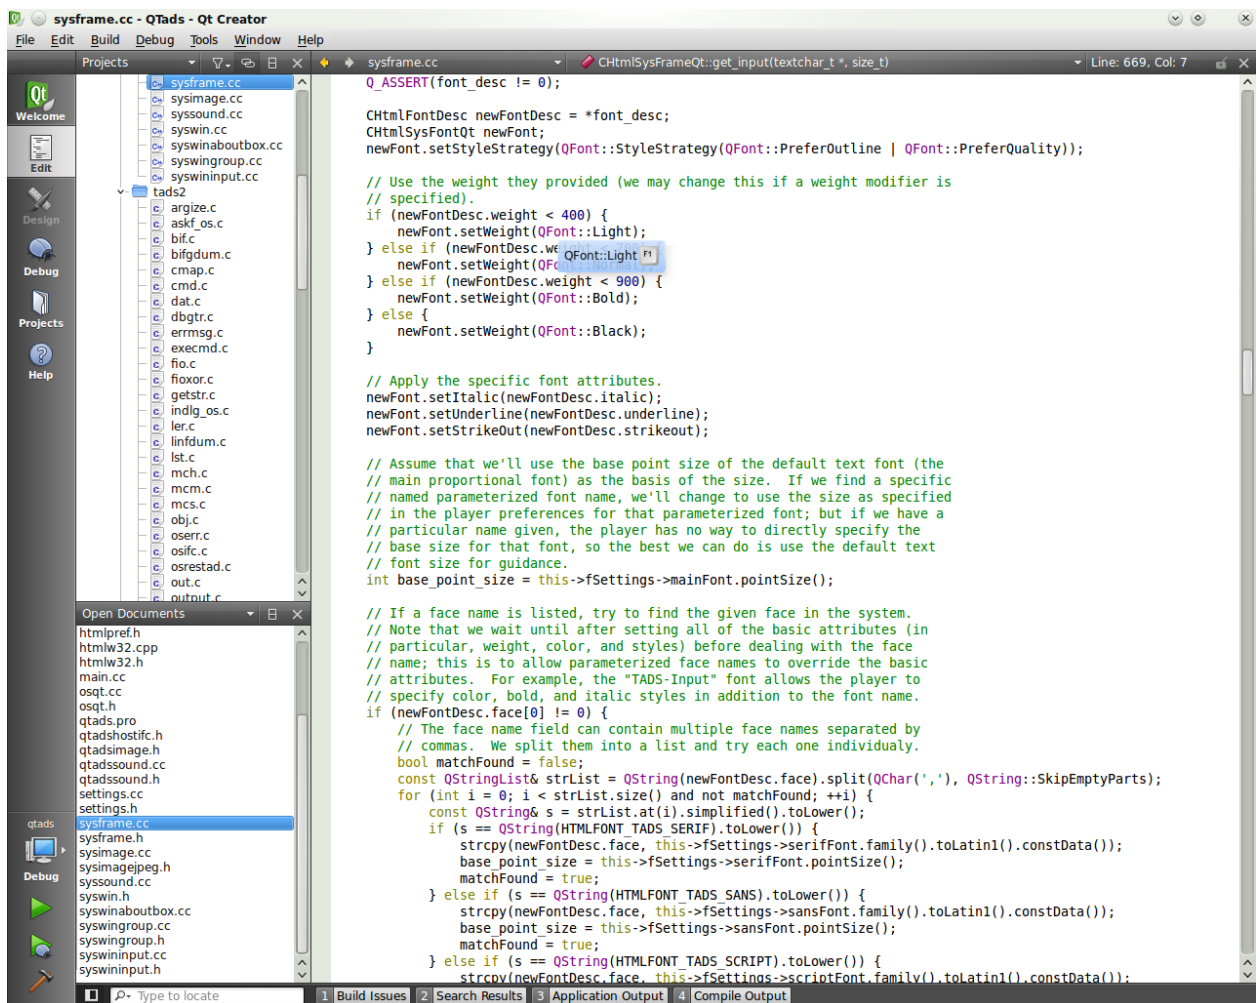 sysframe.cc - QTads - Qt Creator
File Edit Build Debug Tools Window Help
Projects
sysframe.cc
CHtmlSysFrameQt::get_input(textchar_t *, size_t)
Line: 669, Col: 7
Qt
Welcome
Edit
Design
Debug
Projects
Help
sysframe.cc
sysimage.cc
syssound.cc
syswin.cc
syswinaboutbox.cc
syswingroup.cc
syswininput.cc
tads2
argize.c
askf_os.c
bif.c
bifgdum.c
cmap.c
cmd.c
dat.c
dbgtr.c
errmsg.c
execmd.c
fio.c
fioxor.c
getstr.c
indlg_os.c
ler.c
linfdum.c
lst.c
mch.c
mcm.c
mcs.c
obj.c
oserr.c
osifc.c
osrestad.c
out.c
output.c
Open Documents
htmlpref.h
htmlw32.cpp
htmlw32.h
main.cc
osqt.cc
osqt.h
qtads.pro
qtadshostifc.h
qtadsimage.h
qtadssound.cc
qtadssound.h
settings.cc
settings.h
sysframe.cc
sysframe.h
sysimage.cc
sysimagejpeg.h
syssound.cc
syswin.h
syswinaboutbox.cc
syswingroup.cc
syswingroup.h
syswininput.cc
syswininput.h
qtads
Debug
Q_ASSERT(font_desc != 0);
CHtmlFontDesc newFontDesc = *font_desc;
CHtmlSysFontQt newFont;
newFont.setStyleStrategy(QFont::StyleStrategy(QFont::PreferOutline | QFont::PreferQuality));
// Use the weight they provided (we may change this if a weight modifier is
// specified).
if (newFontDesc.weight < 400) {
newFont.setWeight(QFont::Light);
} else if (newFontDesc.weight < 700) {
QFont::Light F1
newFont.setWeight(QFont::Normal);
} else if (newFontDesc.weight < 900) {
newFont.setWeight(QFont::Bold);
} else {
newFont.setWeight(QFont::Black);
}
// Apply the specific font attributes.
newFont.setItalic(newFontDesc.italic);
newFont.setUnderline(newFontDesc.underline);
newFont.setStrikeOut(newFontDesc.strikeout);
// Assume that we'll use the base point size of the default text font (the
// main proportional font) as the basis of the size.  If we find a specific
// named parameterized font name, we'll change to use the size as specified
// in the player preferences for that parameterized font; but if we have a
// particular name given, the player has no way to directly specify the
// base size for that font, so the best we can do is use the default text
// font size for guidance.
int base_point_size = this->fSettings->mainFont.pointSize();
// If a face name is listed, try to find the given face in the system.
// Note that we wait until after setting all of the basic attributes (in
// particular, weight, color, and styles) before dealing with the face
// name; this is to allow parameterized face names to override the basic
// attributes.  For example, the "TADS-Input" font allows the player to
// specify color, bold, and italic styles in addition to the font name.
if (newFontDesc.face[0] != 0) {
// The face name field can contain multiple face names separated by
// commas.  We split them into a list and try each one individualy.
bool matchFound = false;
const QStringList& strList = QString(newFontDesc.face).split(QChar(','), QString::SkipEmptyParts);
for (int i = 0; i < strList.size() and not matchFound; ++i) {
const QString& s = strList.at(i).simplified().toLower();
if (s == QString(HTMLFONT_TADS_SERIF).toLower()) {
strcpy(newFontDesc.face, this->fSettings->serifFont.family().toLatin1().constData());
base_point_size = this->fSettings->serifFont.pointSize();
matchFound = true;
} else if (s == QString(HTMLFONT_TADS_SANS).toLower()) {
strcpy(newFontDesc.face, this->fSettings->sansFont.family().toLatin1().constData());
base_point_size = this->fSettings->sansFont.pointSize();
matchFound = true;
} else if (s == QString(HTMLFONT_TADS_SCRIPT).toLower()) {
strcpy(newFontDesc.face, this->fSettings->scriptFont.family().toLatin1().constData());
Type to locate
1 Build Issues 2 Search Results 3 Application Output 4 Compile Output